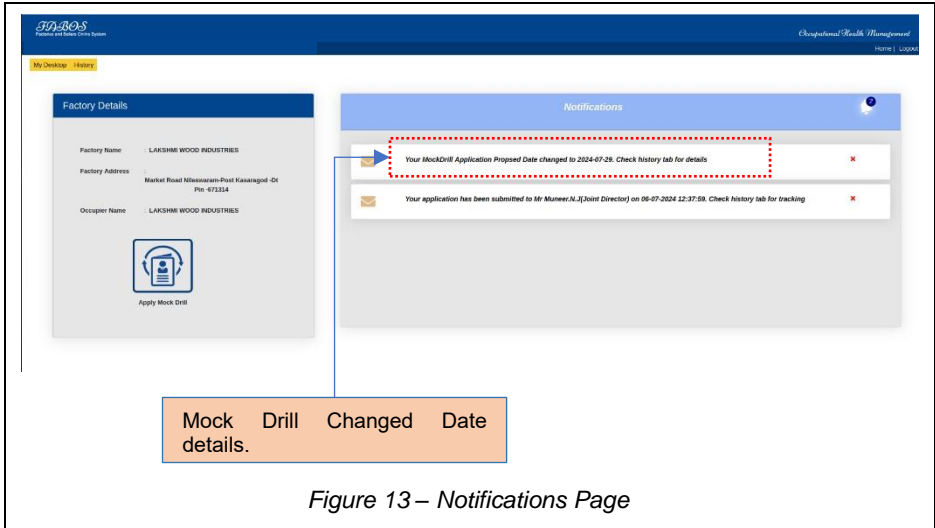 FABOS
Factories and Boilers Online System
Occupational Health Management
Home | Logout
My Desktop History
Factory Details
Factory Name : LAKSHMI WOOD INDUSTRIES
Factory Address :
Market Road Nileswaram-Post Kasaragod -Dt
Pin -671314
Occupier Name : LAKSHMI WOOD INDUSTRIES
Apply Mock Drill
Notifications
7
Your MockDrill Application Propsed Date changed to 2024-07-29. Check history tab for details
Your application has been submitted to Mr Muneer.N.J(Joint Director) on 06-07-2024 12:37:59. Check history tab for tracking
Mock Drill Changed Date
details.
Figure 13 – Notifications Page